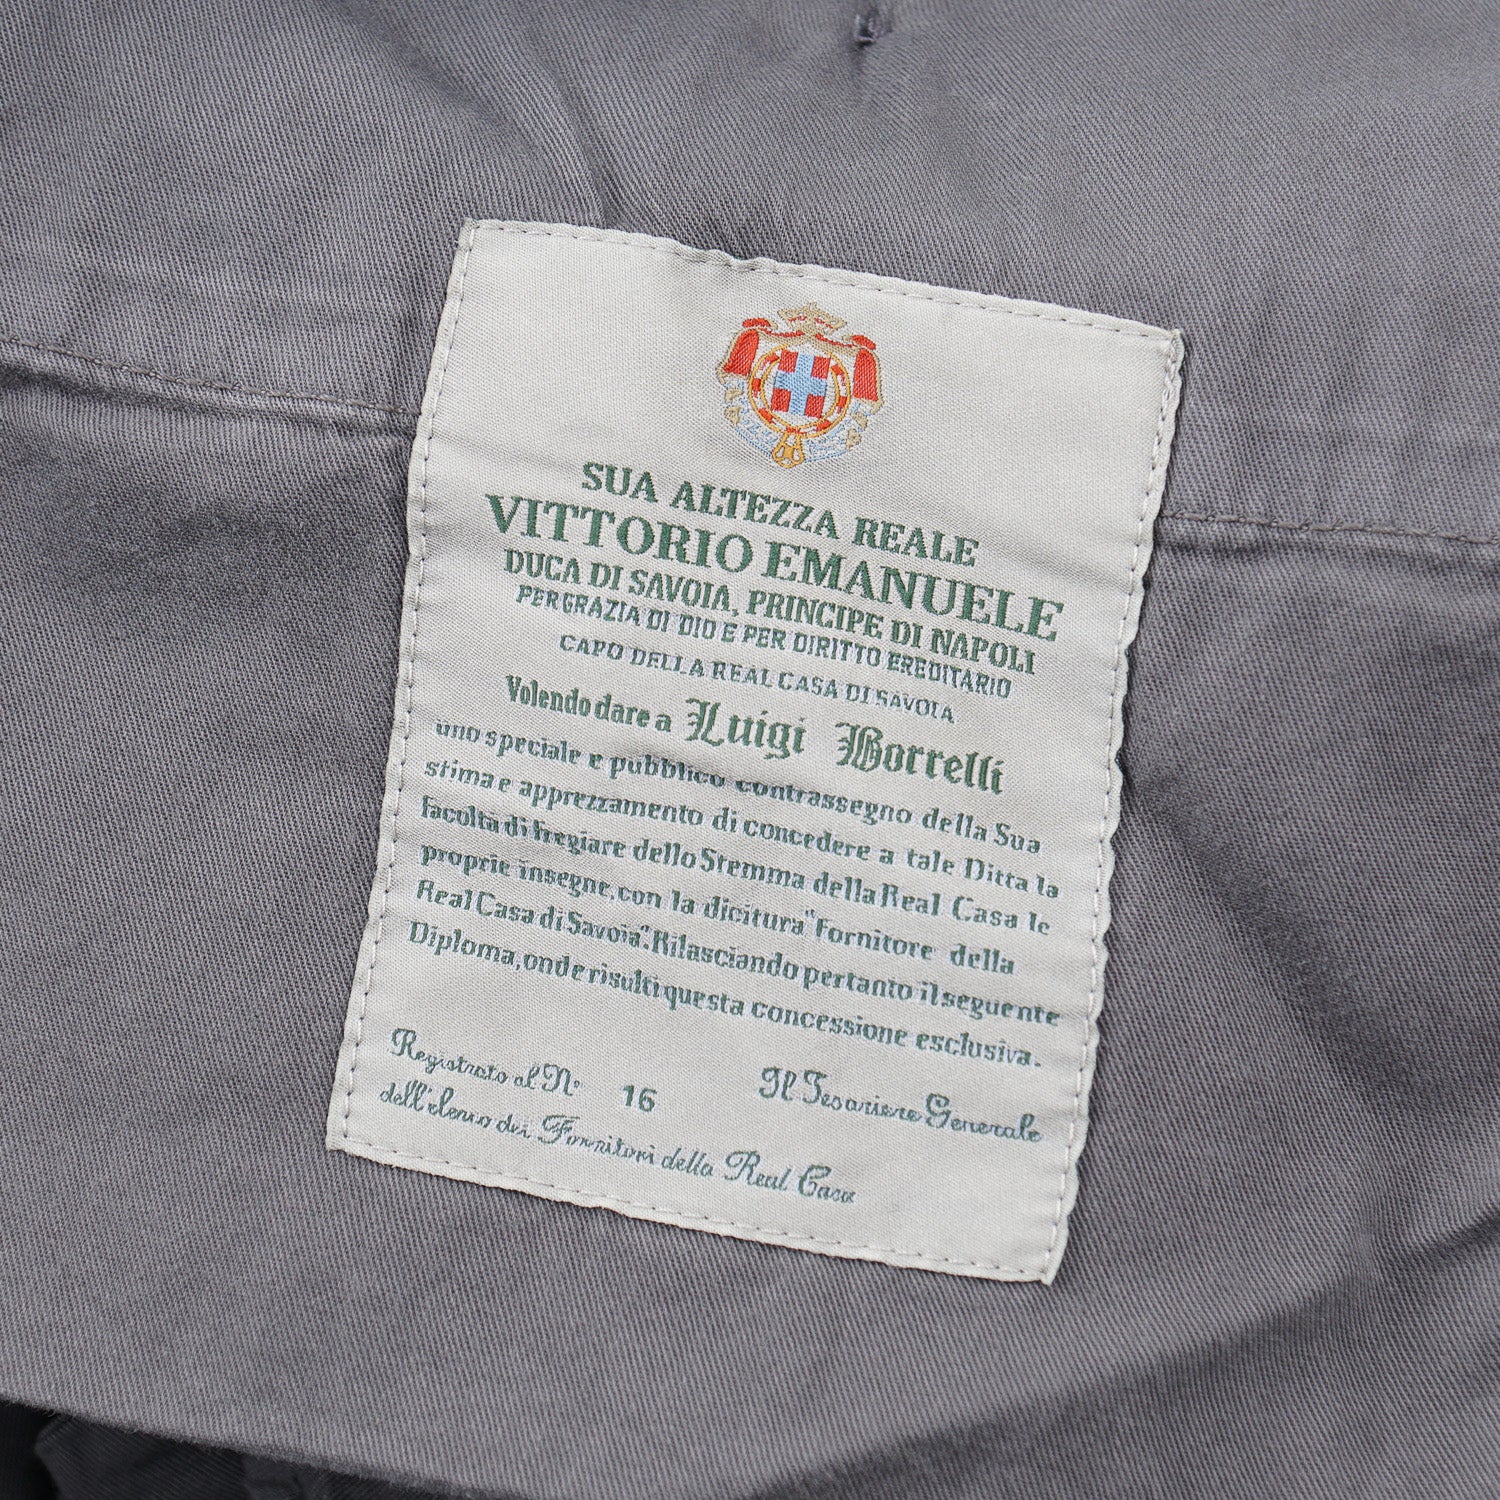 SUA ALTEZZA REALE
VITTORIO EMANUELE
DUCA DI SAVOIA, PRINCIPE DI NAPOLI
PER GRAZIA DI DIO E PER DIRITTO EREDITARIO
CAPO DELLA REAL CASA DI SAVOIA
Volendo dare a Luigi Borrelli
uno speciale e pubblico contrassegno della Sua
stima e apprezzamento di concedere a tale Ditta la
facoltà di fregiare dello Stemma della Real Casa le
proprie insegne, con la dicitura "Fornitore della
Real Casa di Savoia". Rilasciando pertanto il seguente
Diploma, onde risulti questa concessione esclusiva.
Registrato al N° 16 Il Tesoriere Generale
dell'elenco dei Fornitori della Real Casa